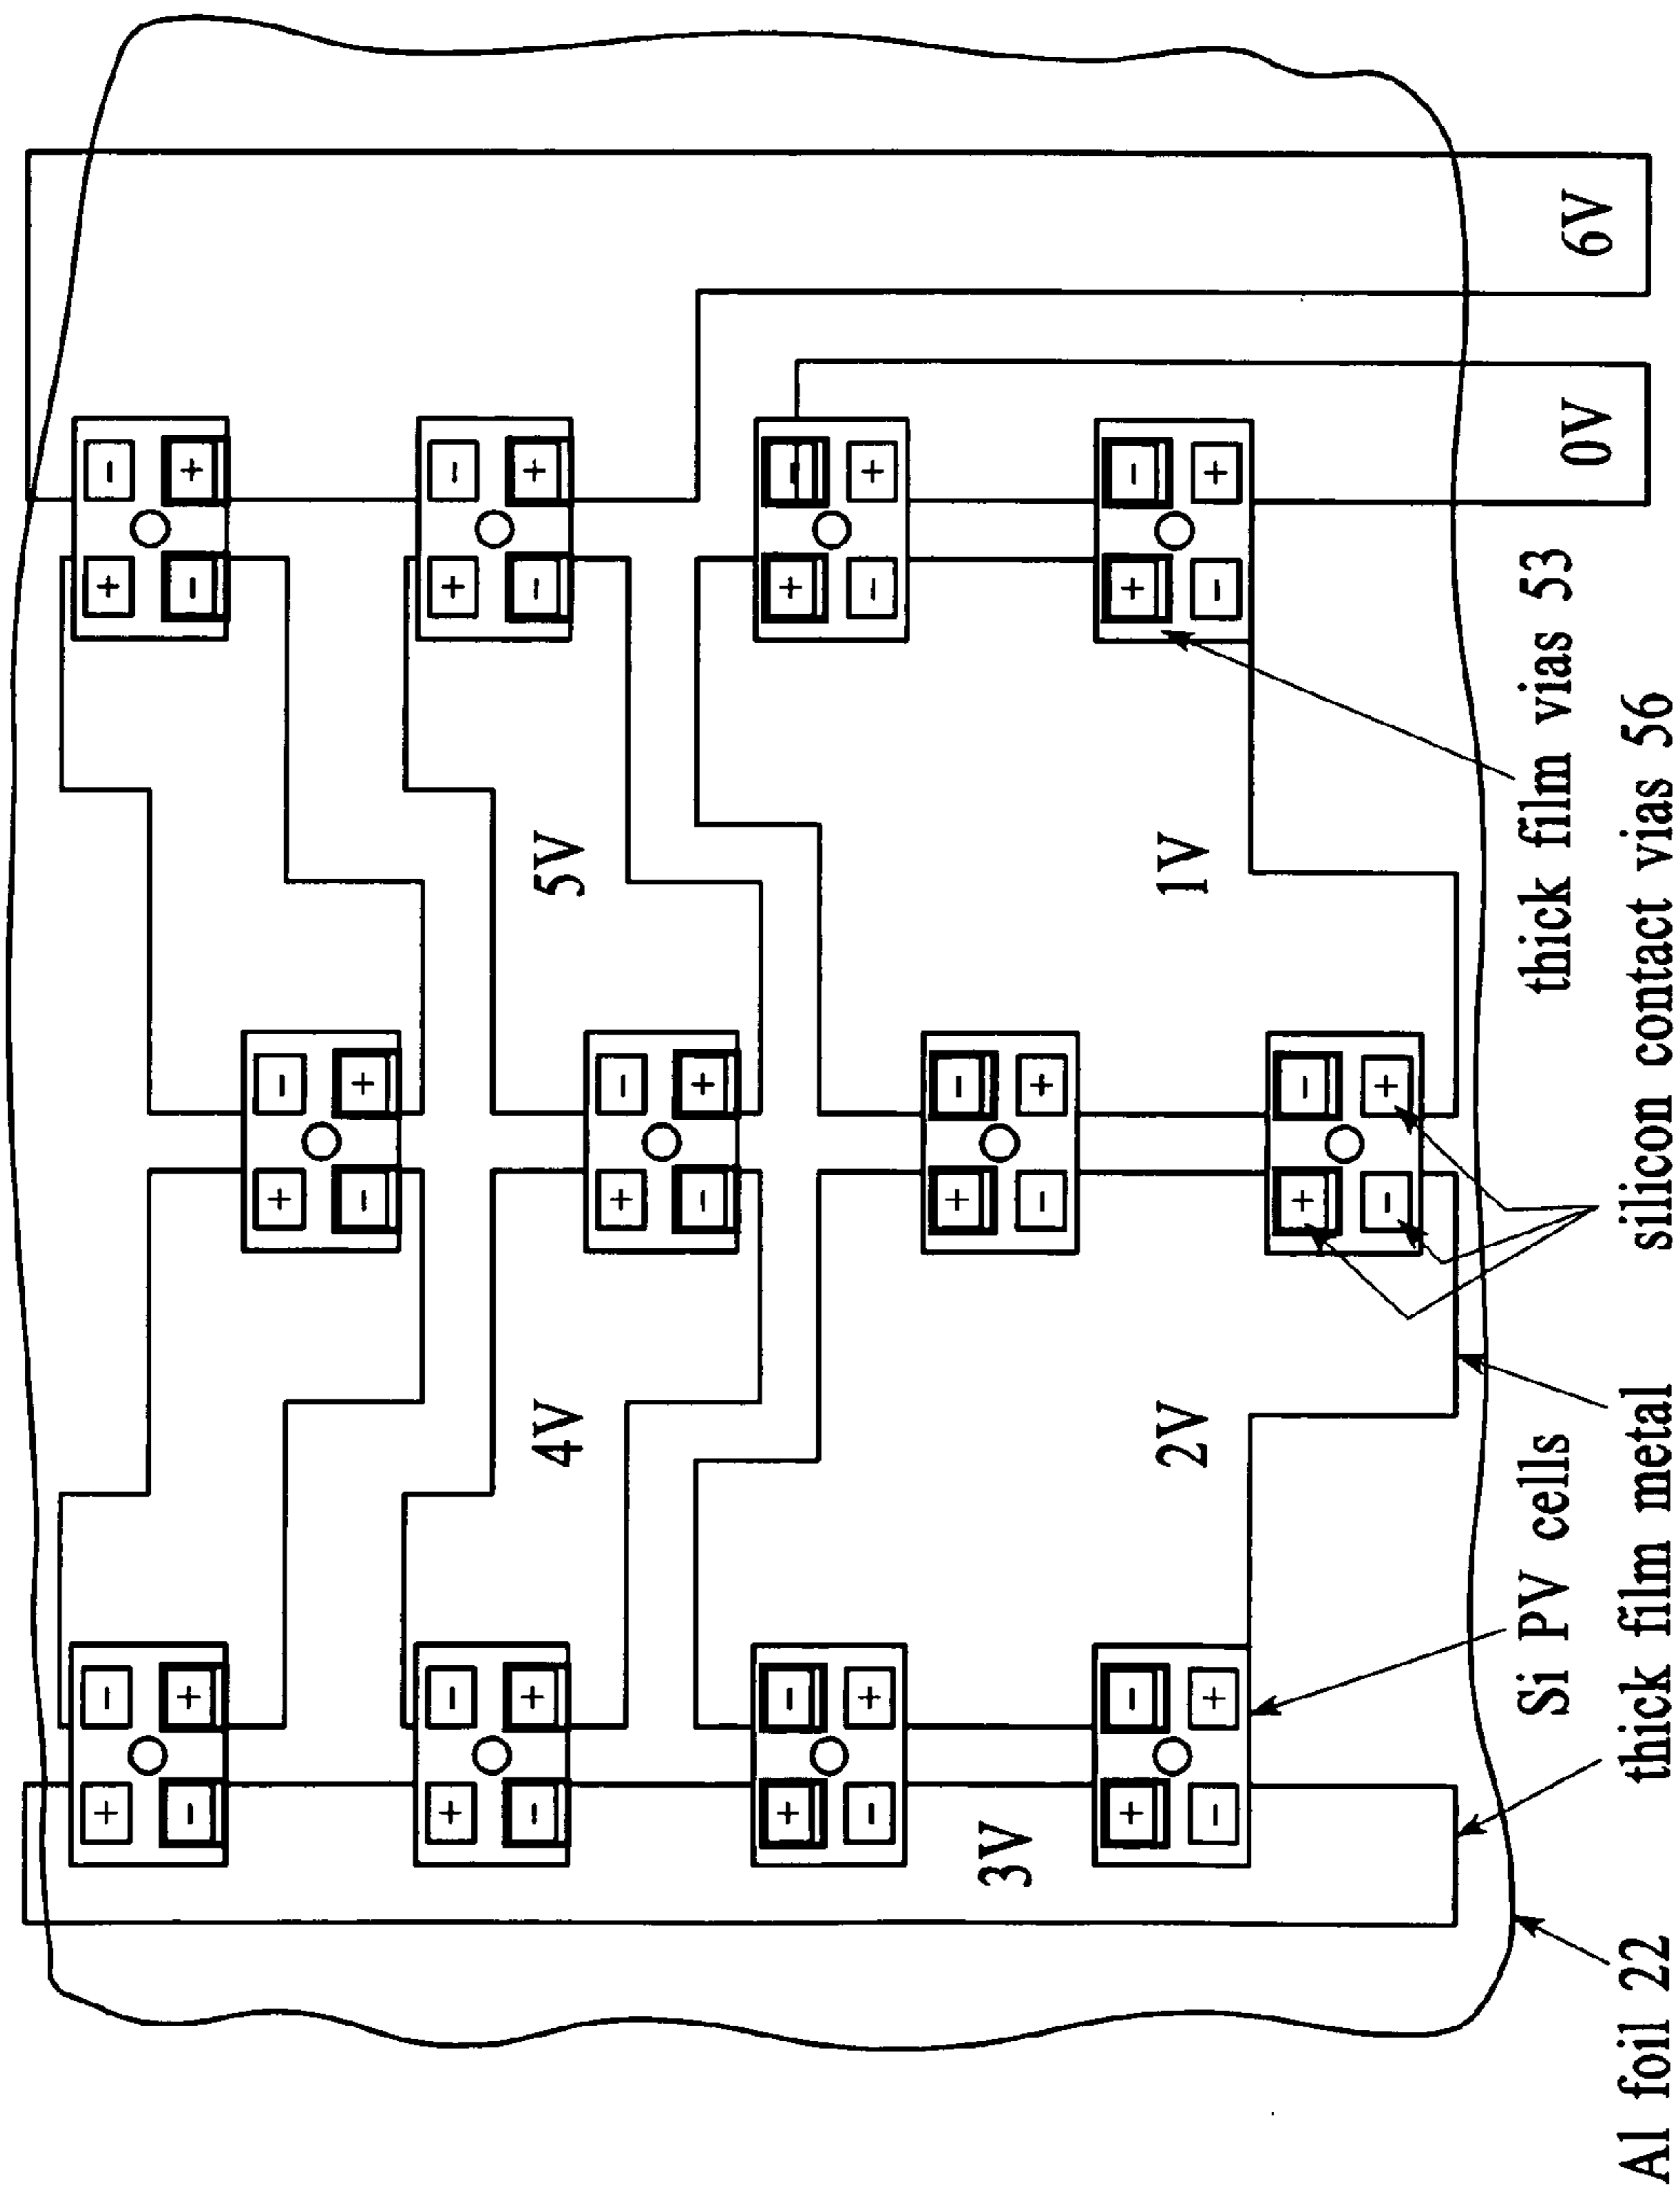 + - + -
- + - +
+ -
- +
+ - + -
- + - +
4V
5V
+ -
- +
+ - + -
- + - +
+ -
3V
- +
+ - + -
2V
1V
- + - +
+ -
- +
Si PV cells
thick film vias 53
0V
6V
Al foil 22
thick film metal
silicon contact vias 56